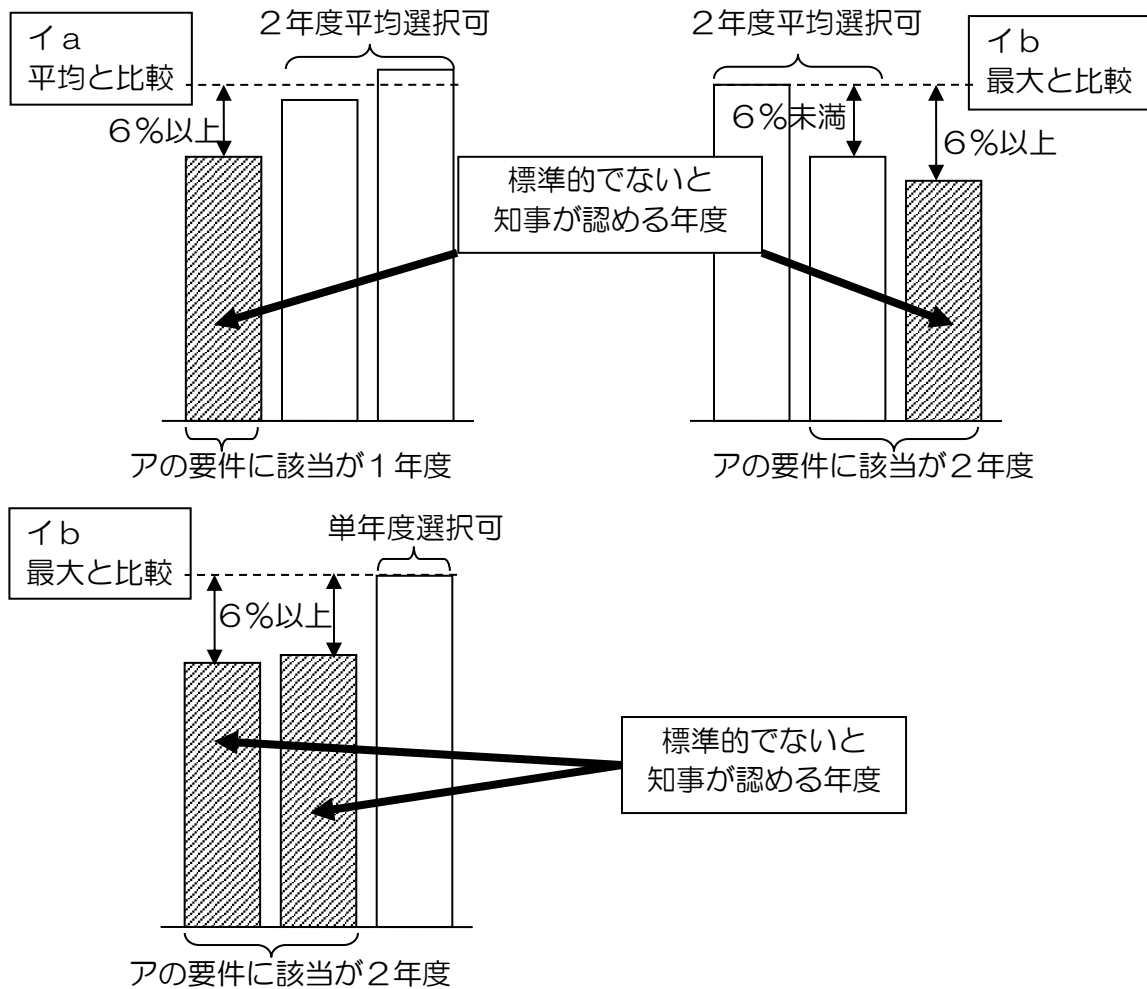 イａ
平均と比較
２年度平均選択可
６％以上
アの要件に該当が１年度
２年度平均選択可
イｂ
最大と比較
６％未満
６％以上
標準的でないと
知事が認める年度
アの要件に該当が２年度
イｂ
最大と比較
単年度選択可
６％以上
標準的でないと
知事が認める年度
アの要件に該当が２年度